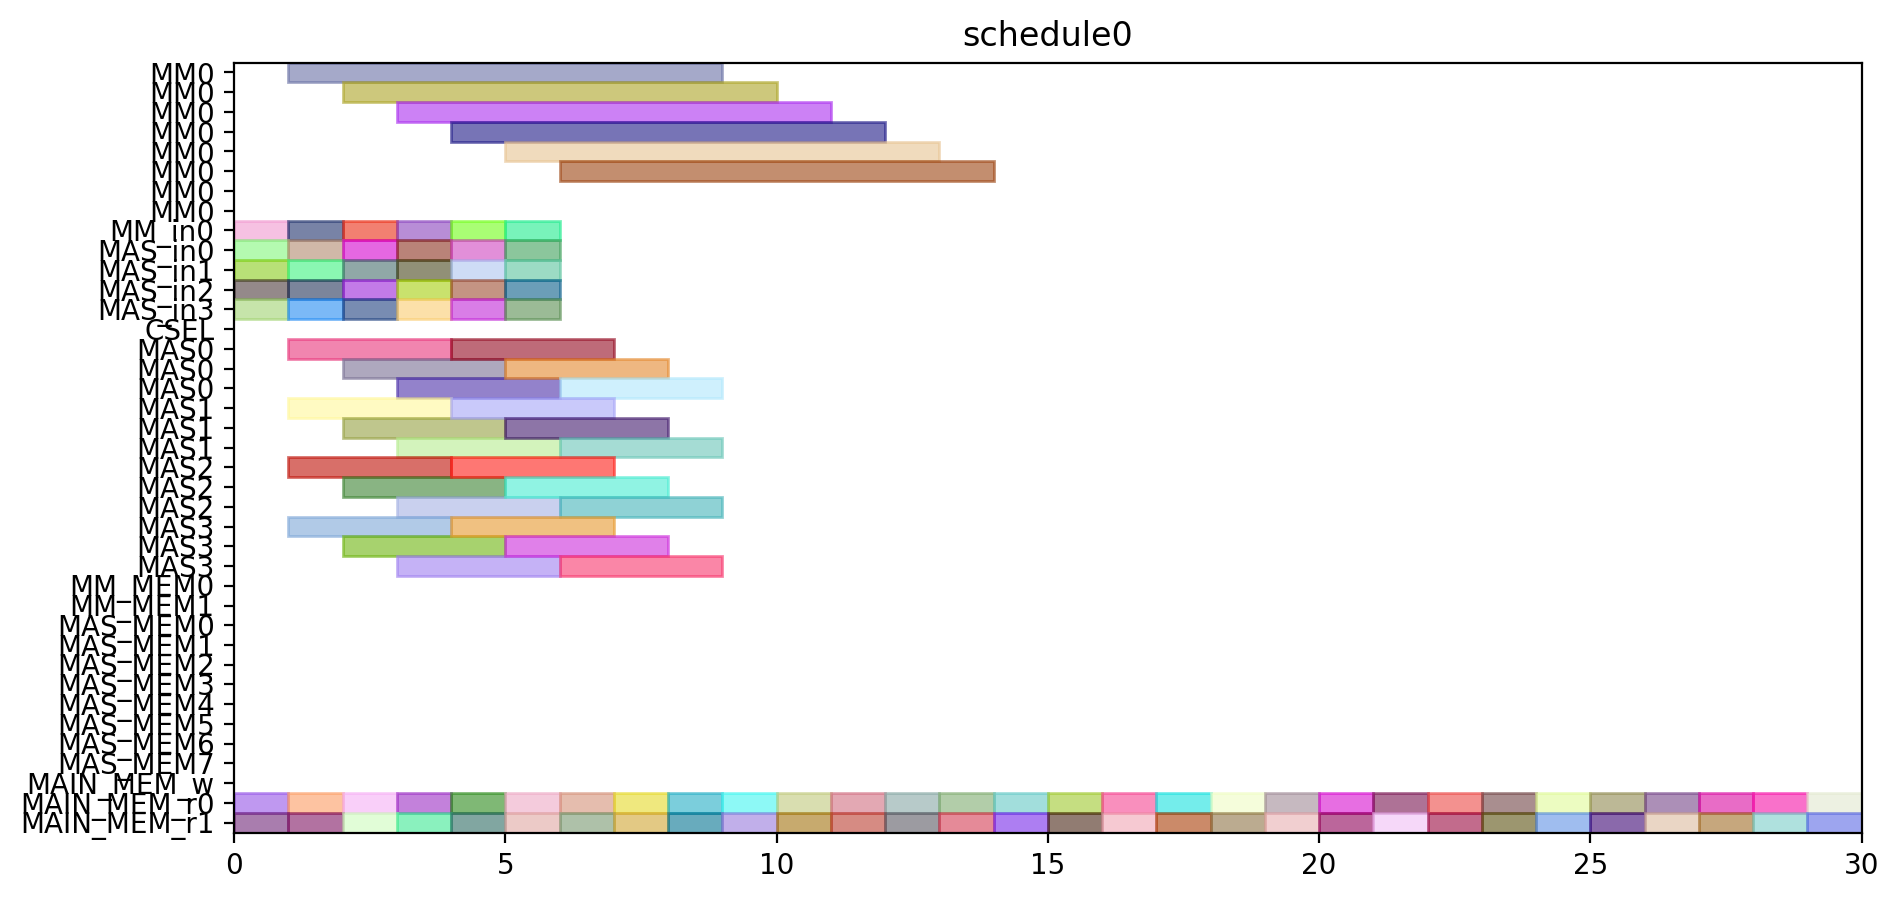 schedule0
MM0
MM0
MM0
MM0
MM0
MM0
MM0
MM0
MM_in0
MAS_in0
MAS_in1
MAS_in2
MAS_in3
CSEL
MAS0
MAS0
MAS0
MAS1
MAS1
MAS1
MAS2
MAS2
MAS2
MAS3
MAS3
MAS3
MM_MEM0
MM_MEM1
MAS_MEM0
MAS_MEM1
MAS_MEM2
MAS_MEM3
MAS_MEM4
MAS_MEM5
MAS_MEM6
MAS_MEM7
MAIN_MEM_w
MAIN_MEM_r0
MAIN_MEM_r1
0 5 10 15 20 25 30